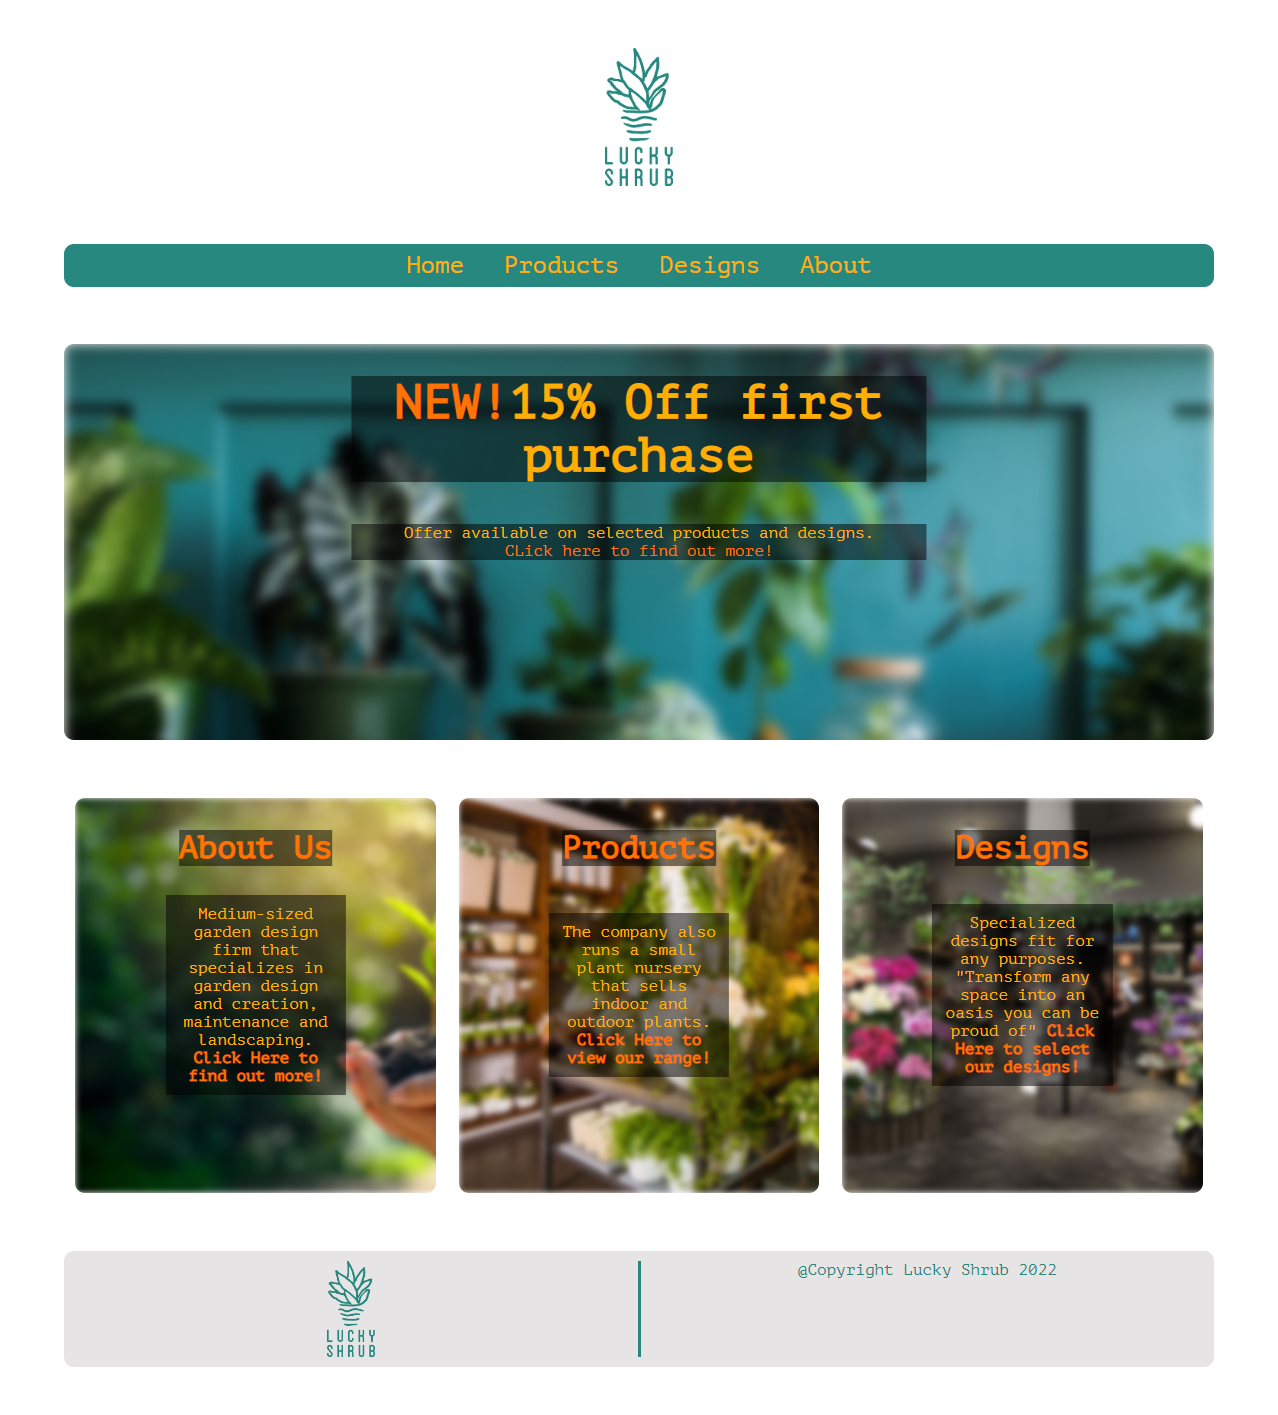 LUCKY
SHRUB
Home Products Designs About
NEW!15% Off first
purchase
Offer available on selected products and designs.
CLick here to find out more!
About Us
Medium-sized
garden design
firm that
specializes in
garden design
and creation,
maintenance and
landscaping.
Click Here to
find out more!
Products
The company also
runs a small
plant nursery
that sells
indoor and
outdoor plants.
Click Here to
view our range!
Designs
Specialized
designs fit for
any purposes.
"Transform any
space into an
oasis you can be
proud of" Click
Here to select
our designs!
LUCKY
SHRUB
@Copyright Lucky Shrub 2022